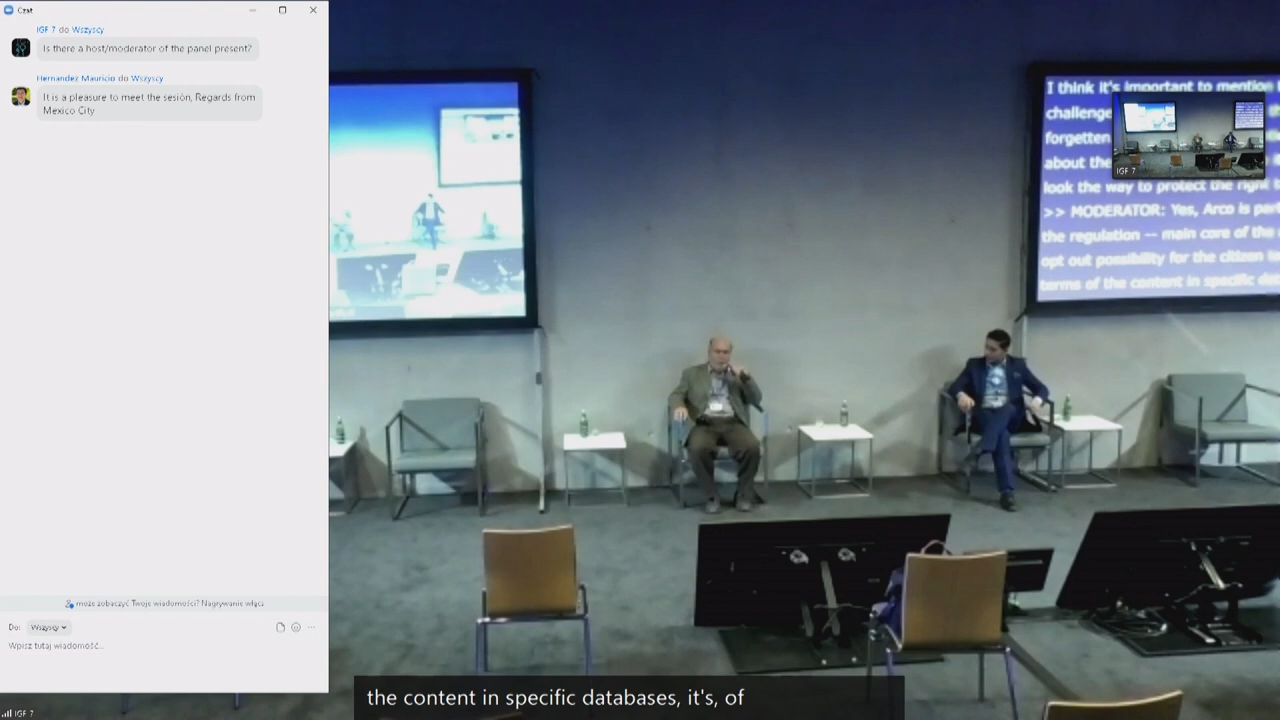 Czat
IGF 7 do Wszyscy
Is there a host/moderator of the panel present?
Hernandez Mauricio do Wszyscy
It is a pleasure to meet the sesión, Regards from
Mexico City
może zobaczyć Twoje wiadomości? Nagrywanie włącz
Do: Wszyscy
Wpisz tutaj wiadomość...
IGF 7
I think it's important to mention
challenge
forgetten
about the
look the way to protect the right
IGF 7
>> MODERATOR: Yes, Arco is par
the regulation -- main core of the
opt out possibility for the citizen
terms of the content in specific da
the content in specific databases, it's, of